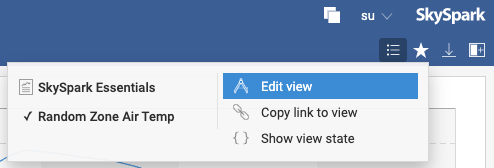 su SkySpark
SkySpark Essentials
✓ Random Zone Air Temp
Edit view
Copy link to view
{ } Show view state